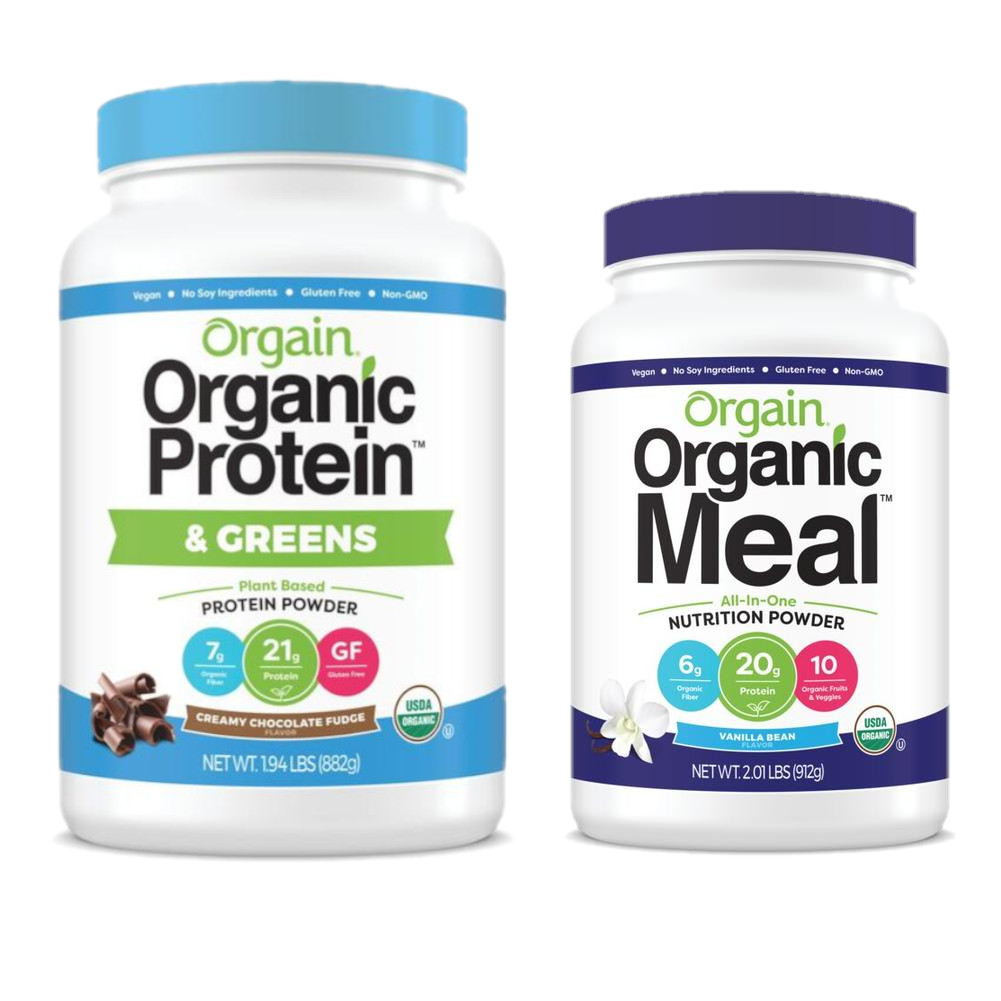 Vegan • No Soy Ingredients • Gluten Free • Non-GMO
Orgain®
Organic
Protein™
& GREENS
Plant Based
PROTEIN POWDER
7g
Organic
Fiber
21g
Protein
GF
Gluten Free
USDA
ORGANIC
U
CREAMY CHOCOLATE FUDGE
FLAVOR
NET WT. 1.94 LBS (882g)
Vegan • No Soy Ingredients • Gluten Free • Non-GMO
Orgain®
Organic
Meal™
All-In-One
NUTRITION POWDER
6g
Organic
Fiber
20g
Protein
10
Organic Fruits
& Veggies
USDA
ORGANIC
U
VANILLA BEAN
FLAVOR
NET WT. 2.01 LBS (912g)